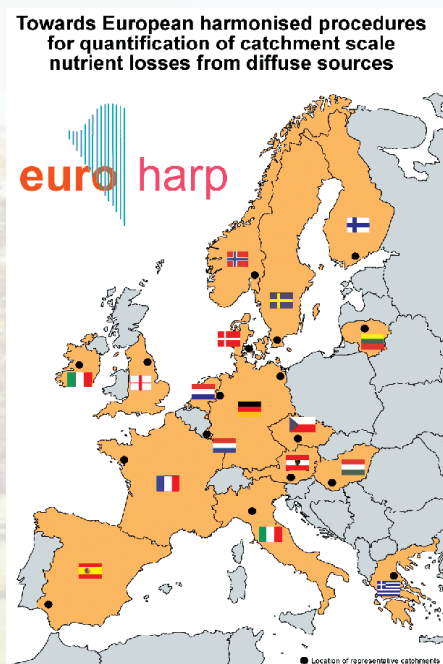 Towards European harmonised procedures
for quantification of catchment scale
nutrient losses from diffuse sources
euro harp
Location of representative catchments